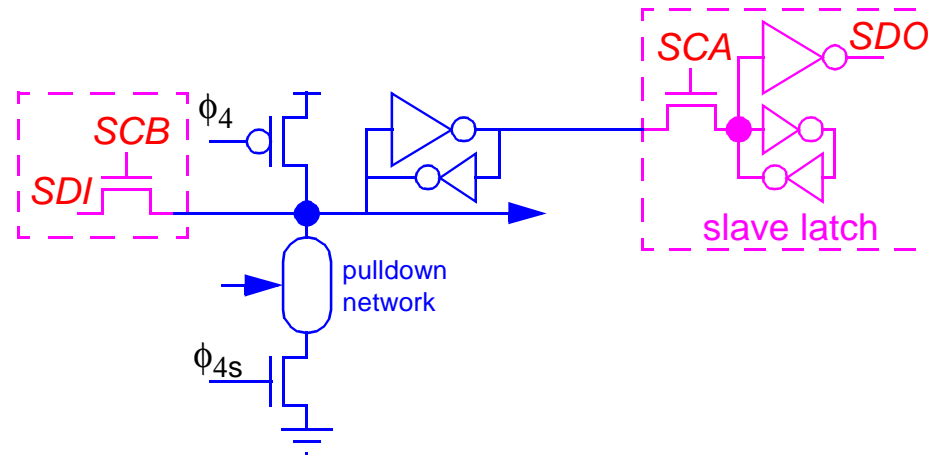 SDI
SCB
ϕ4
ϕ4s
pulldown
network
SCA
SDO
slave latch